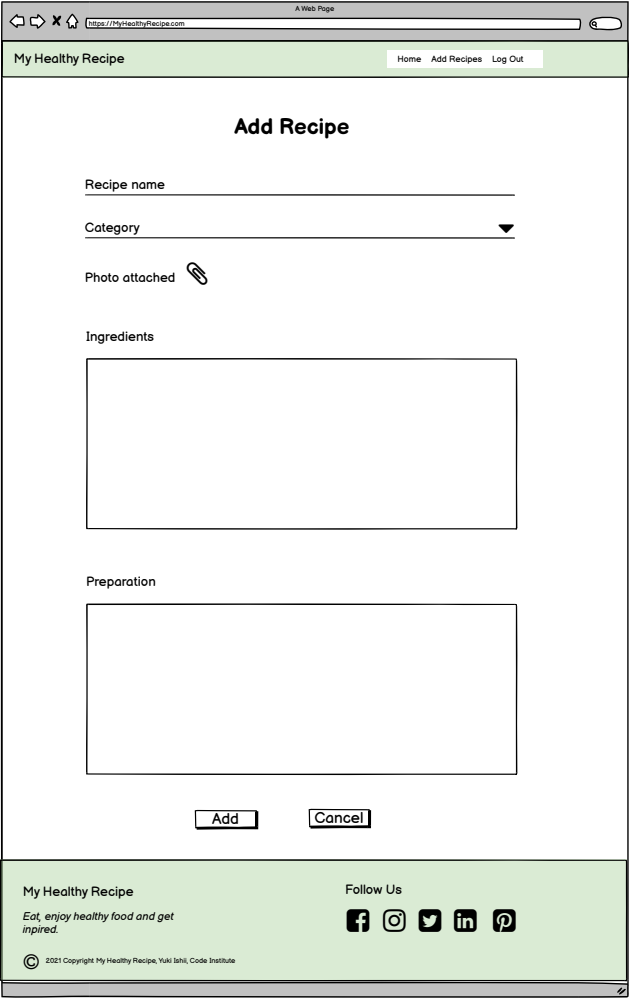 A Web Page
https://MyHealthyRecipe.com
My Healthy Recipe
Home Add Recipes Log Out
Add Recipe
Recipe name
Category
Photo attached
Ingredients
Preparation
Add Cancel
My Healthy Recipe
Eat, enjoy healthy food and get
inpired.
© 2021 Copyright My Healthy Recipe, Yuki Ishii, Code Institute
Follow Us